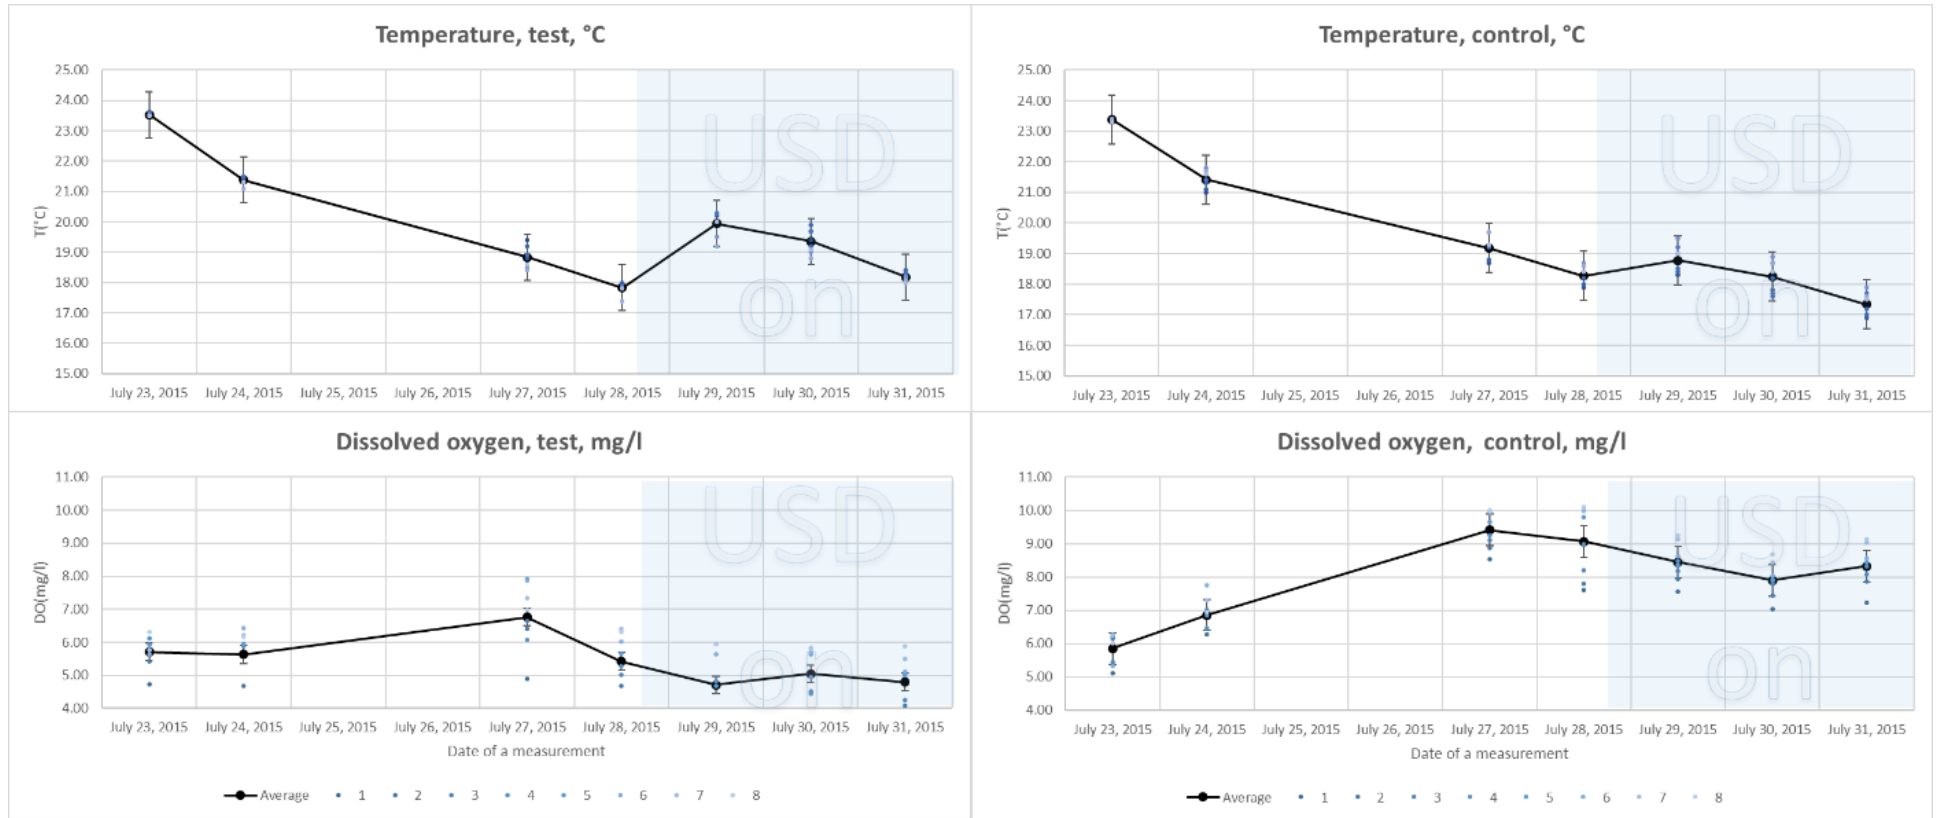 Temperature, test, °C
25.00
24.00
23.00
22.00
21.00
20.00
19.00
18.00
17.00
16.00
15.00
T(°C)
USD
on
July 23, 2015 July 24, 2015 July 25, 2015 July 26, 2015 July 27, 2015 July 28, 2015 July 29, 2015 July 30, 2015 July 31, 2015
Temperature, control, °C
25.00
24.00
23.00
22.00
21.00
20.00
19.00
18.00
17.00
16.00
15.00
T(°C)
USD
on
July 23, 2015 July 24, 2015 July 25, 2015 July 26, 2015 July 27, 2015 July 28, 2015 July 29, 2015 July 30, 2015 July 31, 2015
Dissolved oxygen, test, mg/l
11.00
10.00
9.00
8.00
7.00
6.00
5.00
4.00
DO(mg/l)
USD
on
July 23, 2015 July 24, 2015 July 25, 2015 July 26, 2015 July 27, 2015 July 28, 2015 July 29, 2015 July 30, 2015 July 31, 2015
Date of a measurement
Average 1 2 3 4 5 6 7 8
Dissolved oxygen, control, mg/l
11.00
10.00
9.00
8.00
7.00
6.00
5.00
4.00
DO(mg/l)
USD
on
July 23, 2015 July 24, 2015 July 25, 2015 July 26, 2015 July 27, 2015 July 28, 2015 July 29, 2015 July 30, 2015 July 31, 2015
Date of a measurement
Average 1 2 3 4 5 6 7 8